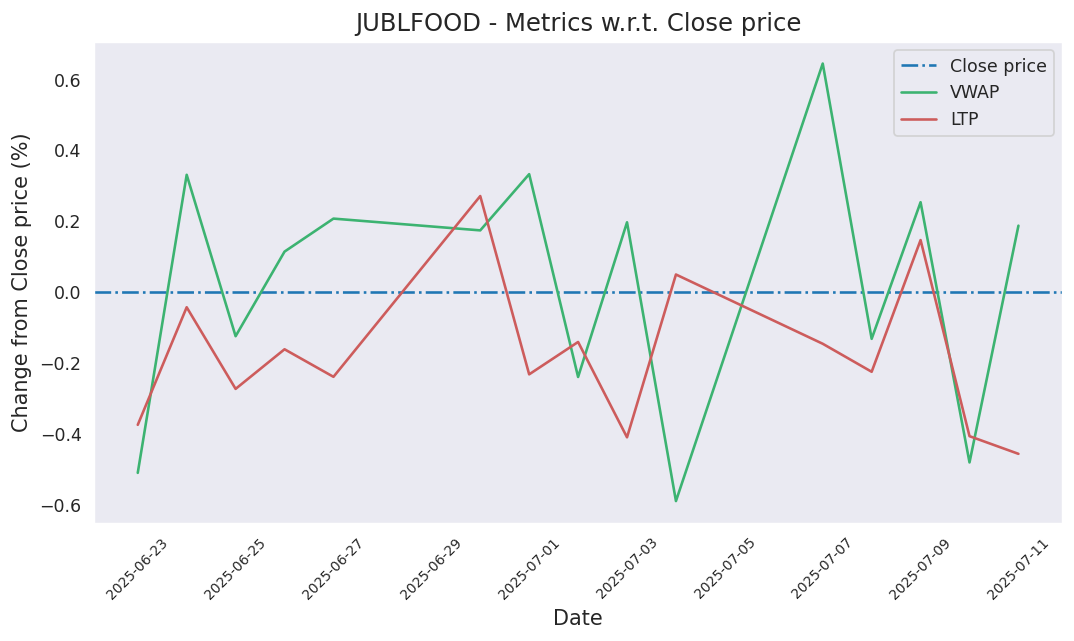 JUBLFOOD - Metrics w.r.t. Close price
Change from Close price (%)
0.6
0.4
0.2
0.0
−0.2
−0.4
−0.6
Close price
VWAP
LTP
2025-06-23
2025-06-25
2025-06-27
2025-06-29
2025-07-01
2025-07-03
2025-07-05
2025-07-07
2025-07-09
2025-07-11
Date